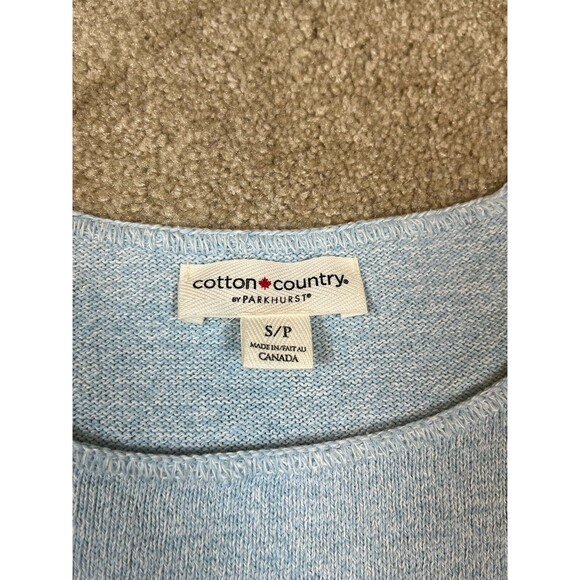 cotton country®
BY PARKHURST®
S/P
MADE IN/FAIT AU
CANADA